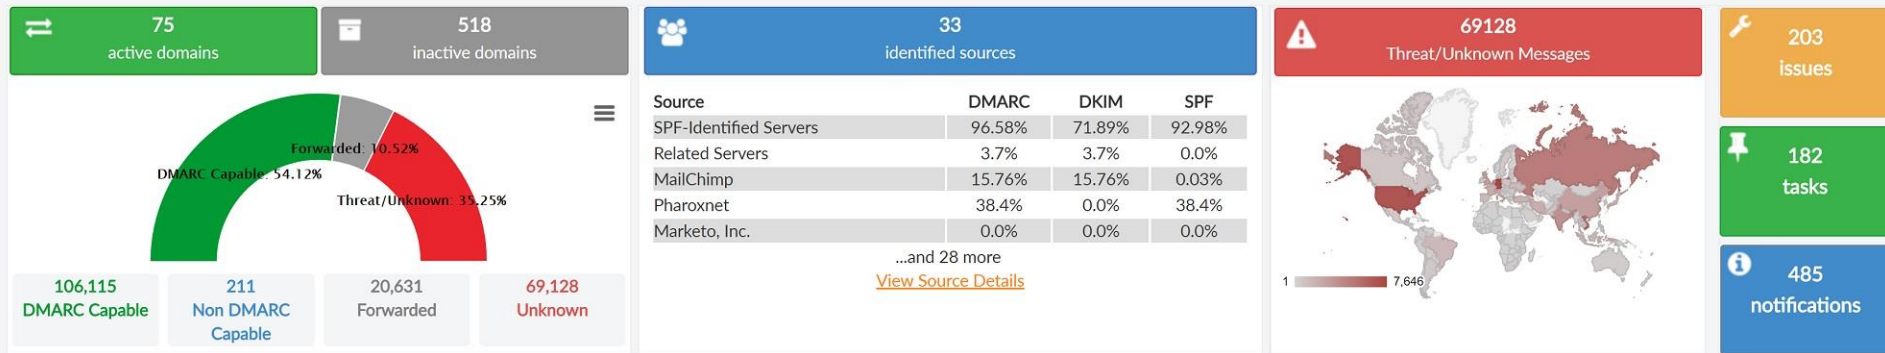 75
active domains
518
inactive domains
Forwarded: 10.52%
DMARC Capable: 54.12%
Threat/Unknown: 35.25%
106,115
DMARC Capable
211
Non DMARC
Capable
20,631
Forwarded
69,128
Unknown
33
identified sources
Source DMARC DKIM SPF
SPF-Identified Servers 96.58% 71.89% 92.98%
Related Servers 3.7% 3.7% 0.0%
MailChimp 15.76% 15.76% 0.03%
Pharoxnet 38.4% 0.0% 38.4%
Marketo, Inc. 0.0% 0.0% 0.0%
...and 28 more
View Source Details
69128
Threat/Unknown Messages
1 7,646
203
issues
182
tasks
485
notifications